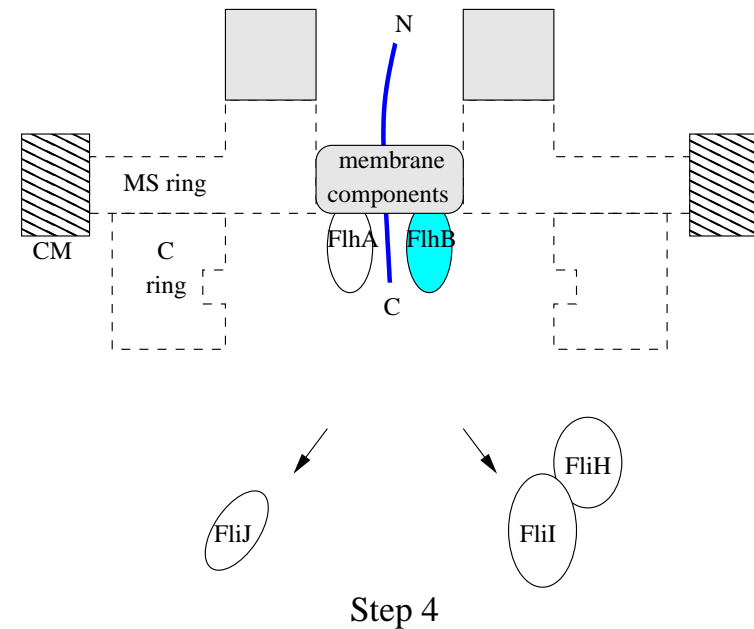 N
membrane
components
MS ring
CM
C
ring
FlhA
FlhB
C
FliH
FliJ
FliI
Step 4